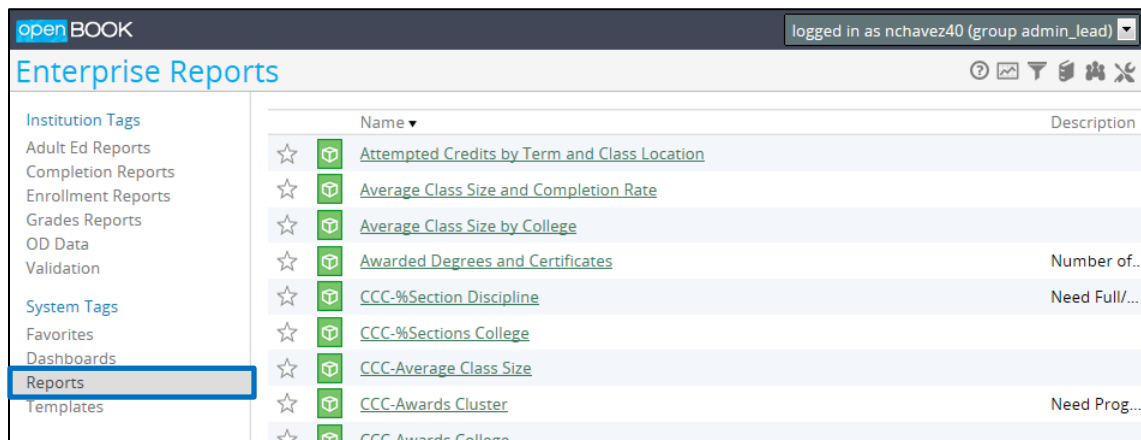 open BOOK
logged in as nchavez40 (group admin_lead)
Enterprise Reports
Institution Tags
Adult Ed Reports
Completion Reports
Enrollment Reports
Grades Reports
OD Data
Validation
System Tags
Favorites
Dashboards
Reports
Templates
Name Description
Attempted Credits by Term and Class Location
Average Class Size and Completion Rate
Average Class Size by College
Awarded Degrees and Certificates Number of...
CCC-%Section Discipline Need Full/...
CCC-%Sections College
CCC-Average Class Size
CCC-Awards Cluster Need Prog...
CCC-Awards College